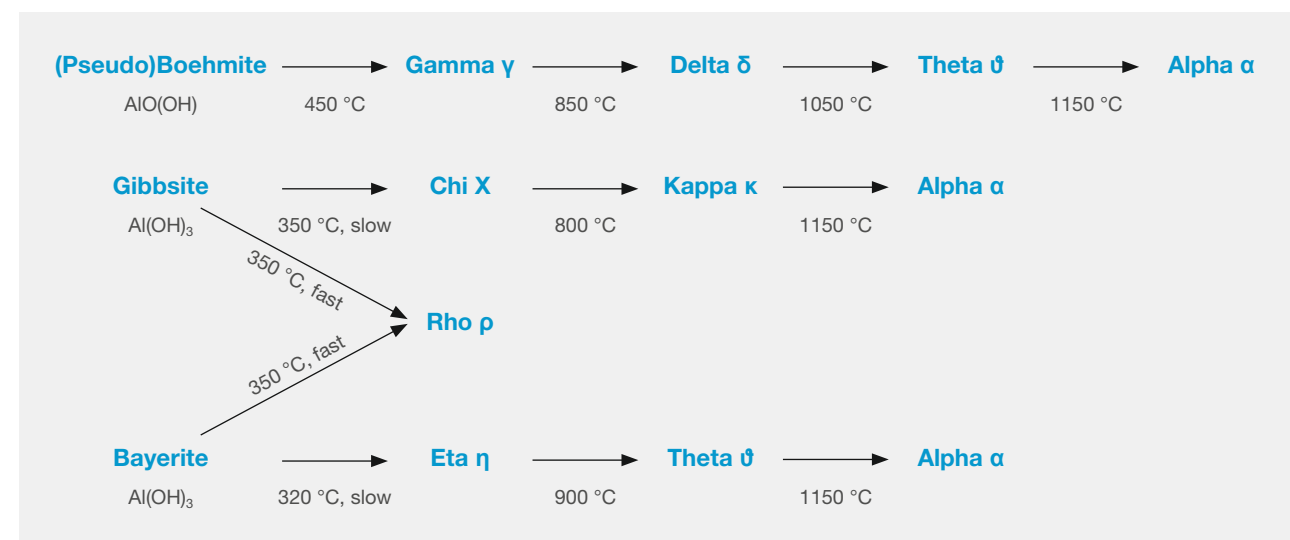 (Pseudo)Boehmite Gamma γ Delta δ Theta ϑ Alpha α
AlO(OH) 450 °C 850 °C 1050 °C 1150 °C
Gibbsite Chi X Kappa κ Alpha α
Al(OH)₃ 350 °C, slow 800 °C 1150 °C
350 °C, fast
Rho ρ
350 °C, fast
Bayerite Eta η Theta ϑ Alpha α
Al(OH)₃ 320 °C, slow 900 °C 1150 °C